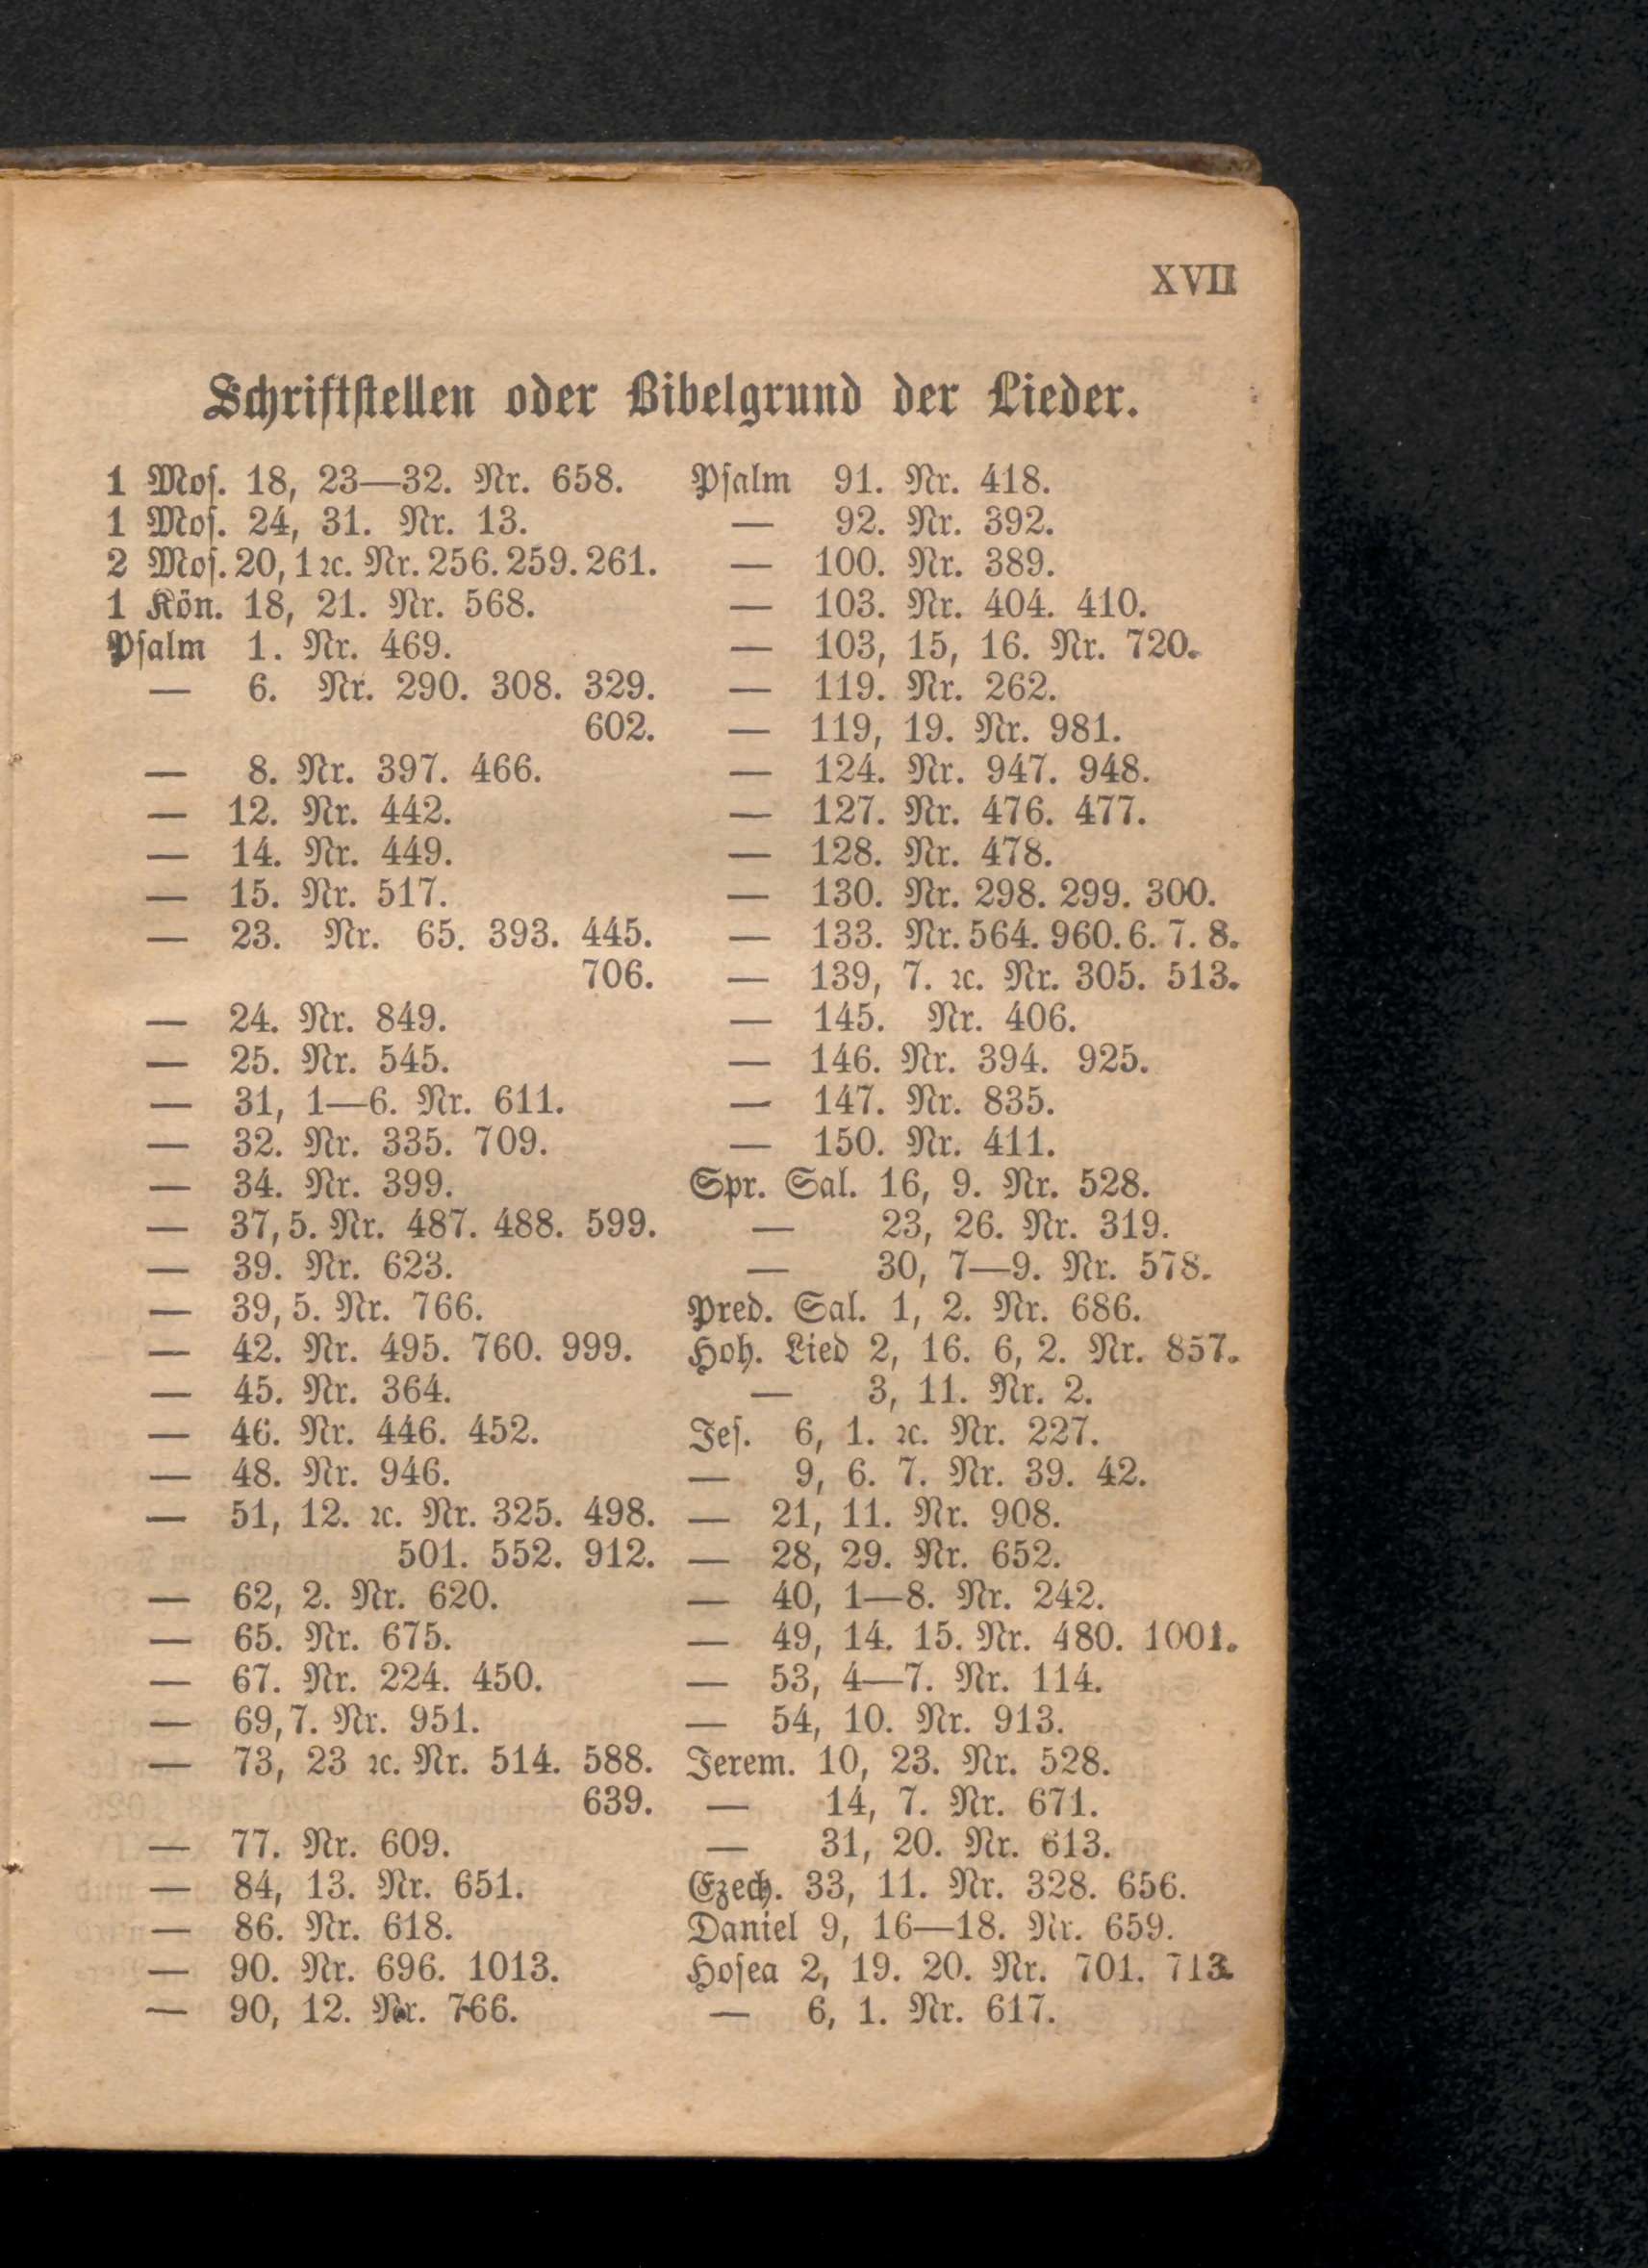 XVII
Schriftstellen oder Bibelgrund der Lieder.
1 Mos. 18, 23—32. Nr. 658.
1 Mos. 24, 31. Nr. 13.
2 Mos. 20, 1 ꝛc. Nr. 256. 259. 261.
1 Kön. 18, 21. Nr. 568.
Psalm 1. Nr. 469.
— 6. Nr. 290. 308. 329.
602.
— 8. Nr. 397. 466.
— 12. Nr. 442.
— 14. Nr. 449.
— 15. Nr. 517.
— 23. Nr. 65. 393. 445.
706.
— 24. Nr. 849.
— 25. Nr. 545.
— 31, 1—6. Nr. 611.
— 32. Nr. 335. 709.
— 34. Nr. 399.
— 37, 5. Nr. 487. 488. 599.
— 39. Nr. 623.
— 39, 5. Nr. 766.
— 42. Nr. 495. 760. 999.
— 45. Nr. 364.
— 46. Nr. 446. 452.
— 48. Nr. 946.
— 51, 12. ꝛc. Nr. 325. 498.
501. 552. 912.
— 62, 2. Nr. 620.
— 65. Nr. 675.
— 67. Nr. 224. 450.
— 69, 7. Nr. 951.
— 73, 23 ꝛc. Nr. 514. 588.
639.
— 77. Nr. 609.
— 84, 13. Nr. 651.
— 86. Nr. 618.
— 90. Nr. 696. 1013.
— 90, 12. Nr. 766.
Psalm 91. Nr. 418.
— 92. Nr. 392.
— 100. Nr. 389.
— 103. Nr. 404. 410.
— 103, 15, 16. Nr. 720.
— 119. Nr. 262.
— 119, 19. Nr. 981.
— 124. Nr. 947. 948.
— 127. Nr. 476. 477.
— 128. Nr. 478.
— 130. Nr. 298. 299. 300.
— 133. Nr. 564. 960. 6. 7. 8.
— 139, 7. ꝛc. Nr. 305. 513.
— 145. Nr. 406.
— 146. Nr. 394. 925.
— 147. Nr. 835.
— 150. Nr. 411.
Spr. Sal. 16, 9. Nr. 528.
— 23, 26. Nr. 319.
— 30, 7—9. Nr. 578.
Pred. Sal. 1, 2. Nr. 686.
Hoh. Lied 2, 16. 6, 2. Nr. 857.
— 3, 11. Nr. 2.
Jes. 6, 1. ꝛc. Nr. 227.
— 9, 6. 7. Nr. 39. 42.
— 21, 11. Nr. 908.
— 28, 29. Nr. 652.
— 40, 1—8. Nr. 242.
— 49, 14. 15. Nr. 480. 1001.
— 53, 4—7. Nr. 114.
— 54, 10. Nr. 913.
Jerem. 10, 23. Nr. 528.
— 14, 7. Nr. 671.
— 31, 20. Nr. 613.
Ezech. 33, 11. Nr. 328. 656.
Daniel 9, 16—18. Nr. 659.
Hosea 2, 19. 20. Nr. 701. 713.
— 6, 1. Nr. 617.